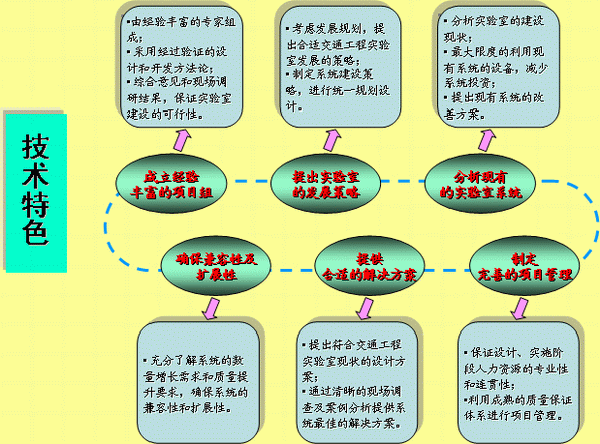 技术特色
•由经验丰富的专家组
成；
• 采用经过验证的设
计和开发方法论；
• 综合意见和现场调
研结果，保证实验室
建设的可行性。
• 考虑发展规划，提
出合适交通工程实验
室发展的策略；
• 制定系统建设策
略，进行统一规划设
计。
• 分析实验室的建设
现状；
• 最大限度的利用现
有系统的设备，减少
系统投资；
• 提出现有系统的改
善方案。
成立经验
丰富的项目组
提出实验室
的发展策略
分析现有
的实验室系统
确保兼容性及
扩展性
提供
合适的解决方案
制定
完善的项目管理
• 充分了解系统的数
量增长需求和质量提
升要求，确保系统的
兼容性和扩展性。
• 提出符合交通工程
实验室现状的设计方
案；
• 通过清晰的现场调
查及案例分析提供系
统最佳的解决方案。
• 保证设计、实施阶
段人力资源的专业性
和连贯性；
•利用成熟的质量保证
体系进行项目管理。